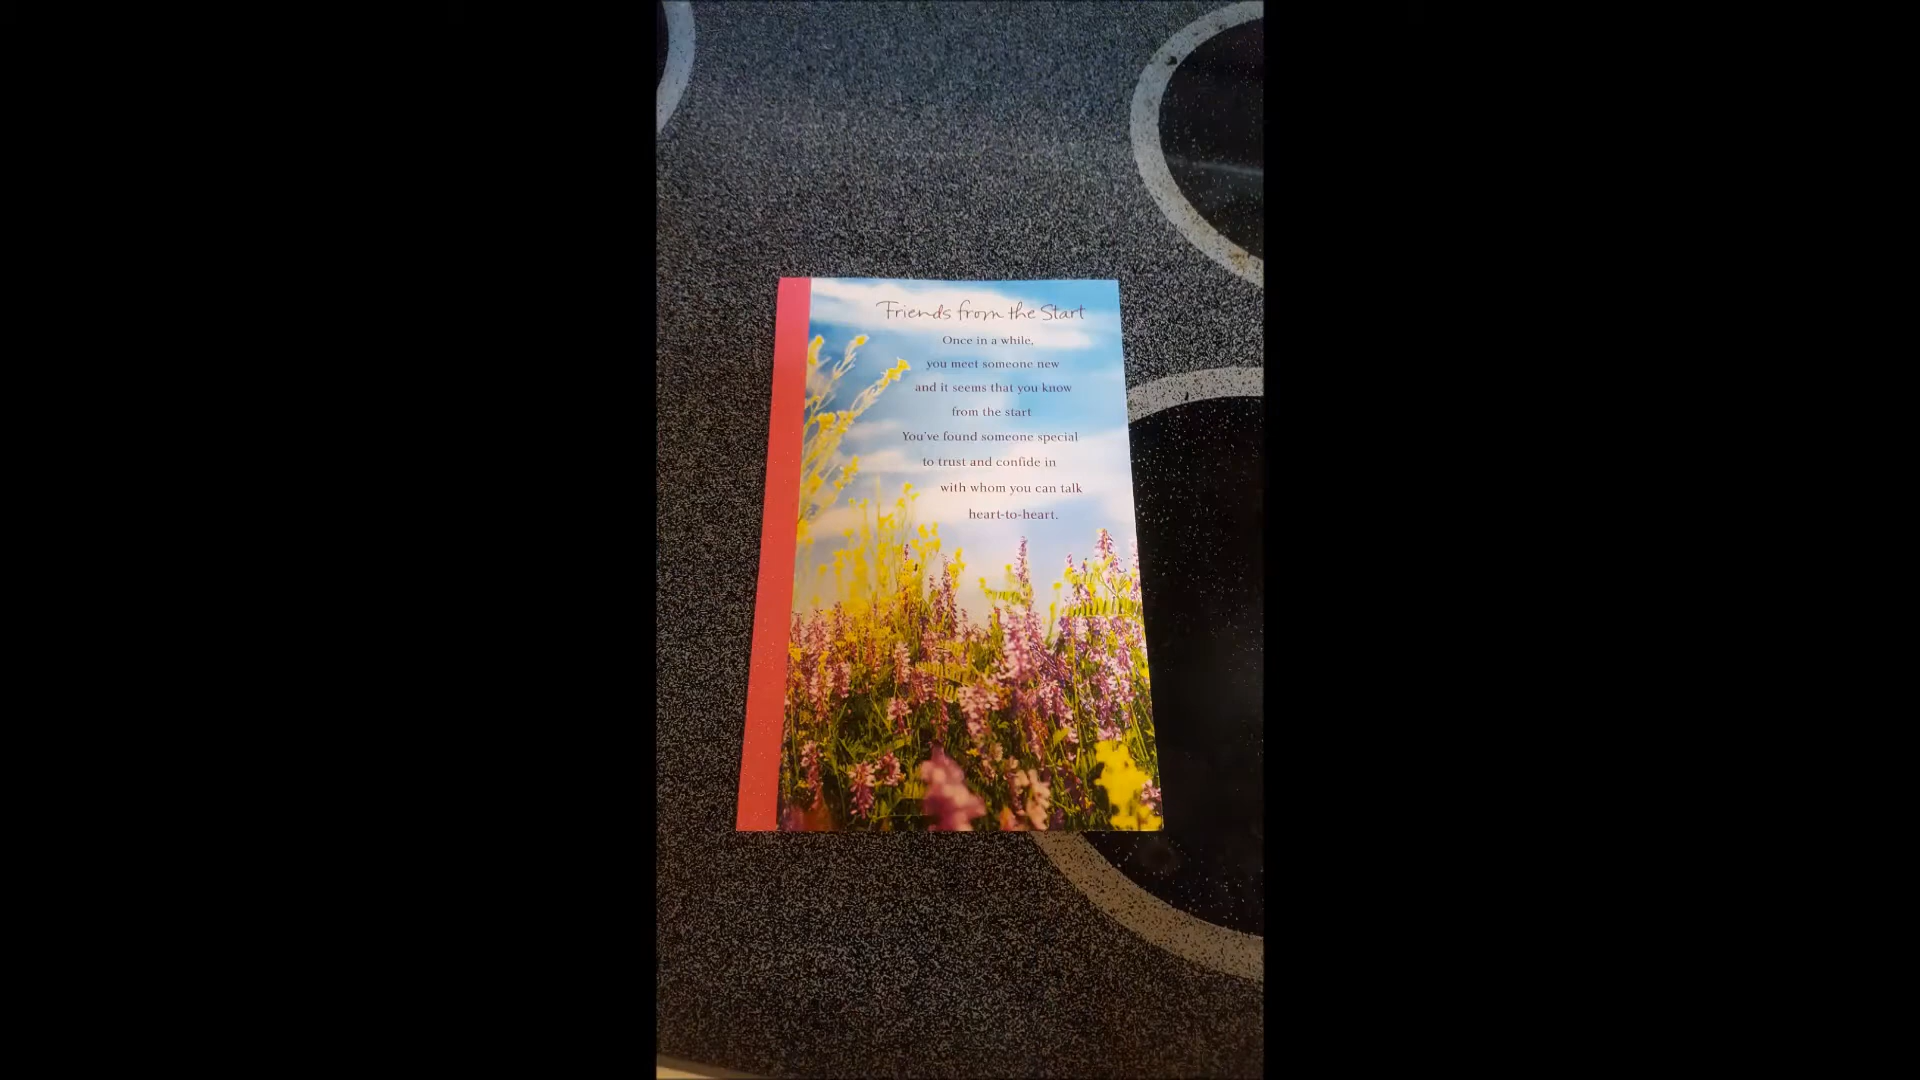 Friends from the Start
Once in a while,
you meet someone new
and it seems that you know
from the start
You've found someone special
to trust and confide in
with whom you can talk
heart-to-heart.